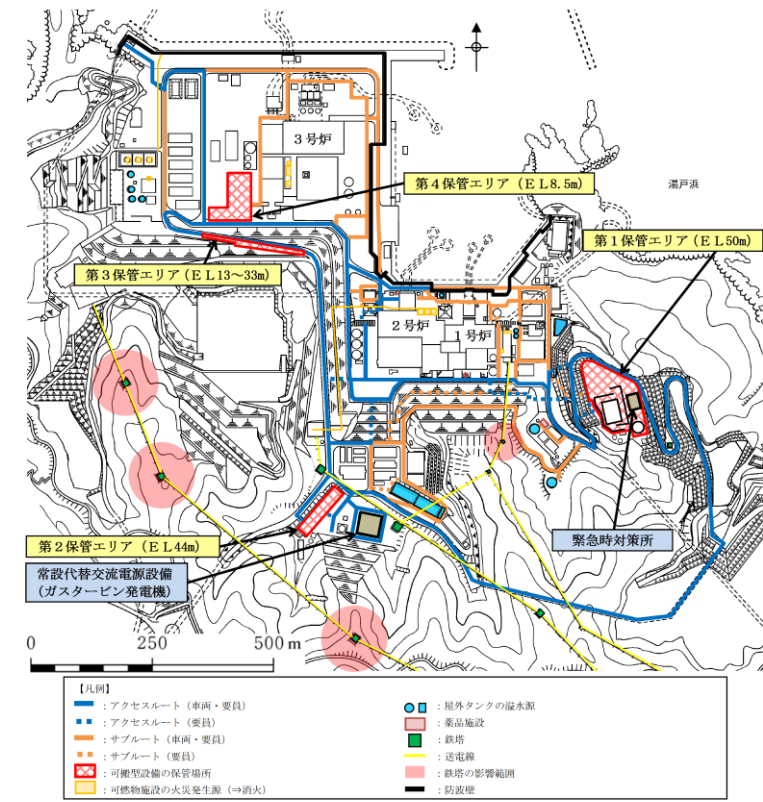 3号炉
第4保管エリア(EL8.5m)
湯戸浜
第1保管エリア(EL50m)
第3保管エリア(EL13~33m)
2号炉
1号炉
緊急時対策所
第2保管エリア(EL44m)
常設代替交流電源設備
(ガスタービン発電機)
0 250 500m
【凡例】
:アクセスルート(車両・要員)
:アクセスルート(要員)
:サブルート(車両・要員)
:サブルート(要員)
:可搬型設備の保管場所
:可燃物施設の火災発生源(⇒消火)
:屋外タンクの溢水源
:薬品施設
:鉄塔
:送電線
:鉄塔の影響範囲
:防波壁